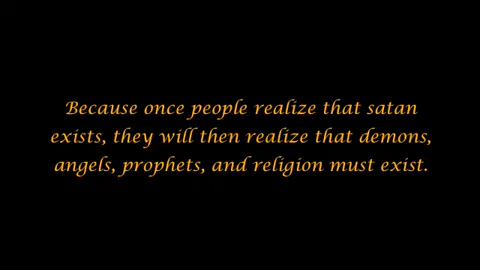 Because once people realize that satan
exists, they will then realize that demons,
angels, prophets, and religion must exist.